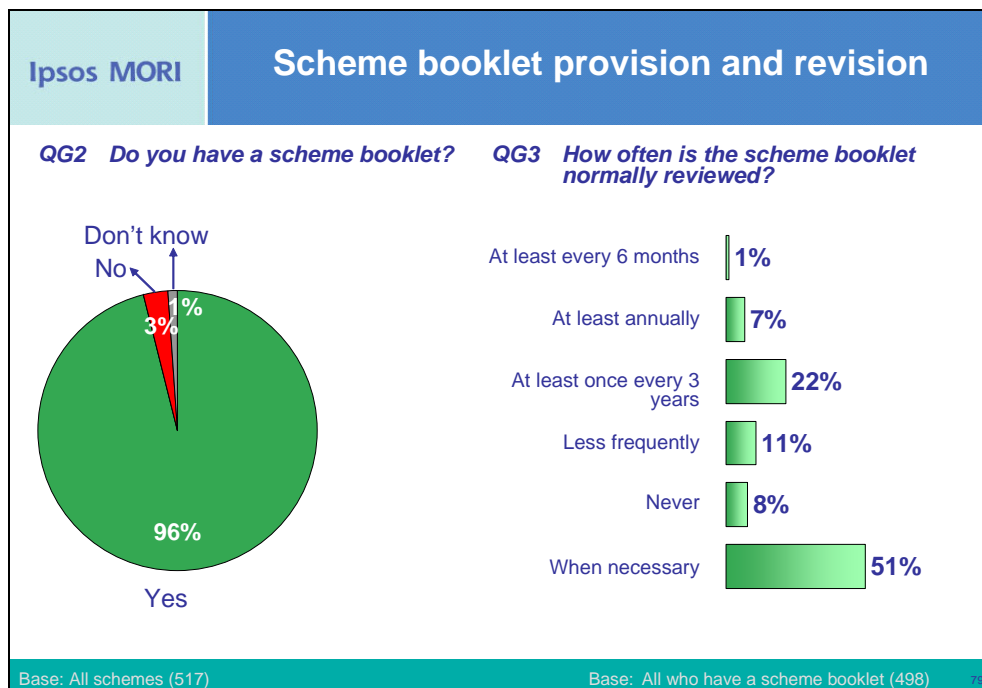 Ipsos MORI
Scheme booklet provision and revision
QG2 Do you have a scheme booklet?
QG3 How often is the scheme booklet
normally reviewed?
Don't know
No
1%
3%
96%
Yes
At least every 6 months
1%
At least annually
7%
At least once every 3
years
22%
Less frequently
11%
Never
8%
When necessary
51%
Base: All schemes (517)
Base: All who have a scheme booklet (498)
79